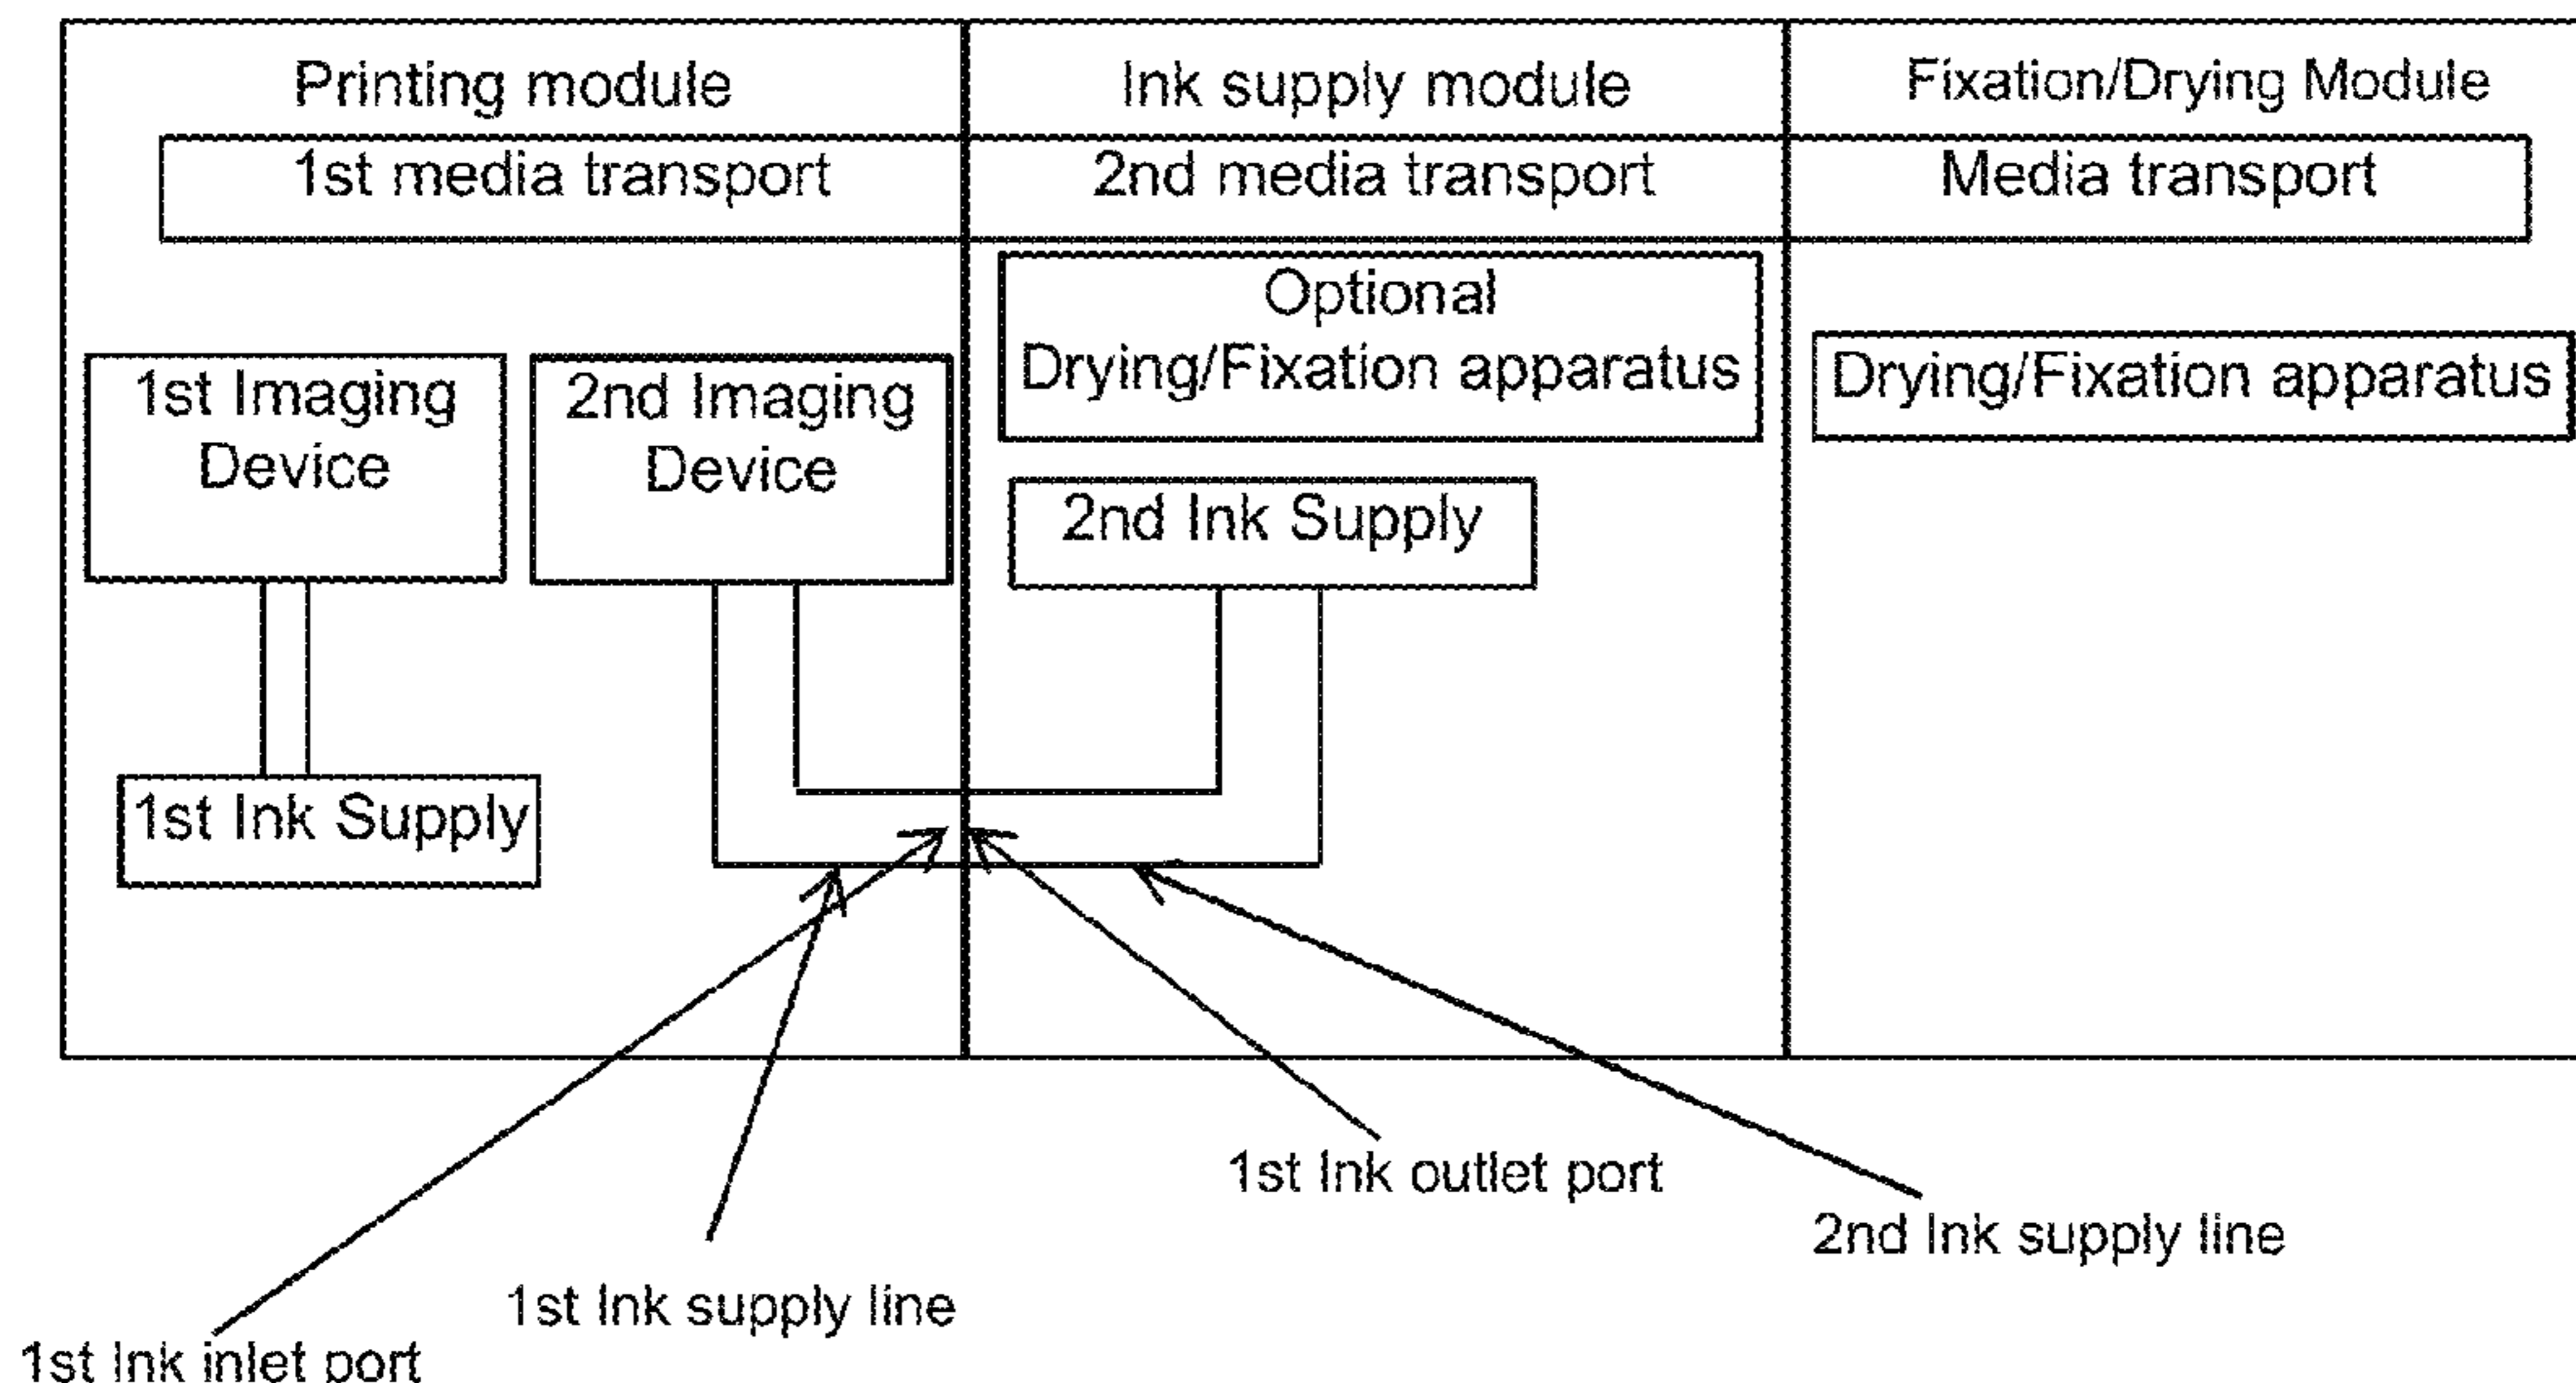 Printing module
Ink supply module
Fixation/Drying Module
1st media transport
2nd media transport
Media transport
Optional
Drying/Fixation apparatus
Drying/Fixation apparatus
1st Imaging
Device
2nd Imaging
Device
2nd Ink Supply
1st Ink Supply
1st Ink outlet port
2nd Ink supply line
1st Ink supply line
1st Ink inlet port